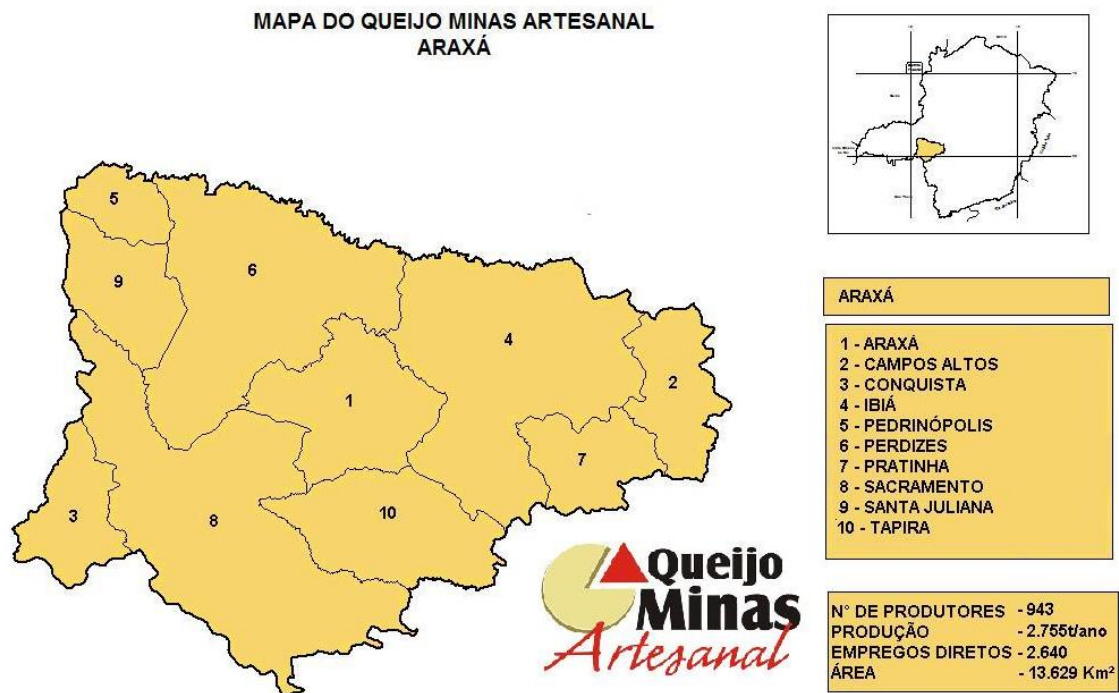 MAPA DO QUEIJO MINAS ARTESANAL
ARAXÁ
5
9
6
4
2
1
7
3
8
10
ARAXÁ
1 - ARAXÁ
2 - CAMPOS ALTOS
3 - CONQUISTA
4 - IBIÁ
5 - PEDRINÓPOLIS
6 - PERDIZES
7 - PRATINHA
8 - SACRAMENTO
9 - SANTA JULIANA
10 - TAPIRA
Queijo
Minas
Artesanal
N° DE PRODUTORES - 943
PRODUÇÃO - 2.755t/ano
EMPREGOS DIRETOS - 2.640
ÁREA - 13.629 Km²